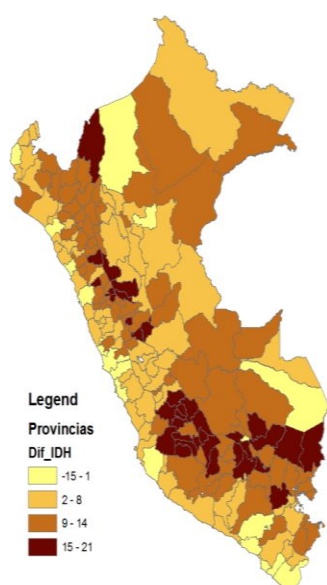 Legend
Provincias
Dif_IDH
-15 - 1
2 - 8
9 - 14
15 - 21